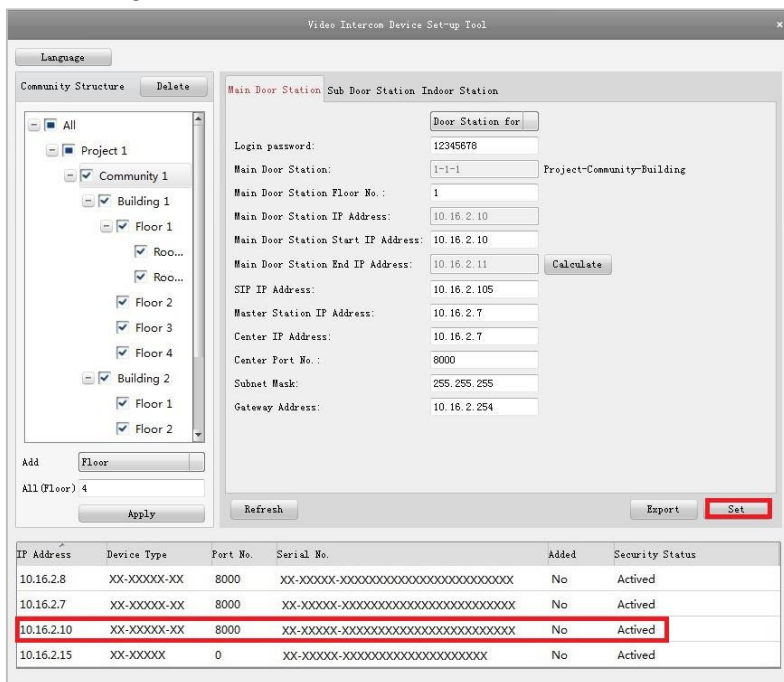 Video Intercom Device Set-up Tool ×
Language
Community Structure Delete
All
Project 1
Community 1
Building 1
Floor 1
Roo...
Roo...
Floor 2
Floor 3
Floor 4
Building 2
Floor 1
Floor 2
Add Floor
All(Floor) 4
Apply
Main Door Station Sub Door Station Indoor Station
Door Station for
Login password: 12345678
Main Door Station: 1-1-1 Project-Community-Building
Main Door Station Floor No.: 1
Main Door Station IP Address: 10.16.2.10
Main Door Station Start IP Address: 10.16.2.10
Main Door Station End IP Address: 10.16.2.11 Calculate
SIP IP Address: 10.16.2.105
Master Station IP Address: 10.16.2.7
Center IP Address: 10.16.2.7
Center Port No.: 8000
Subnet Mask: 255.255.255
Gateway Address: 10.16.2.254
Refresh Export Set
IP Address Device Type Port No. Serial No. Added Security Status
10.16.2.8 XX-XXXXX-XX 8000 XX-XXXXX-XXXXXXXXXXXXXXXXXXXXXXX No Actived
10.16.2.7 XX-XXXXX-XX 8000 XX-XXXXX-XXXXXXXXXXXXXXXXXXXXXXX No Actived
10.16.2.10 XX-XXXXX-XX 8000 XX-XXXXX-XXXXXXXXXXXXXXXXXXXXXXX No Actived
10.16.2.15 XX-XXXXX 0 XX-XXXXX-XXXXXXXXXXXXXXXXXXXX No Actived